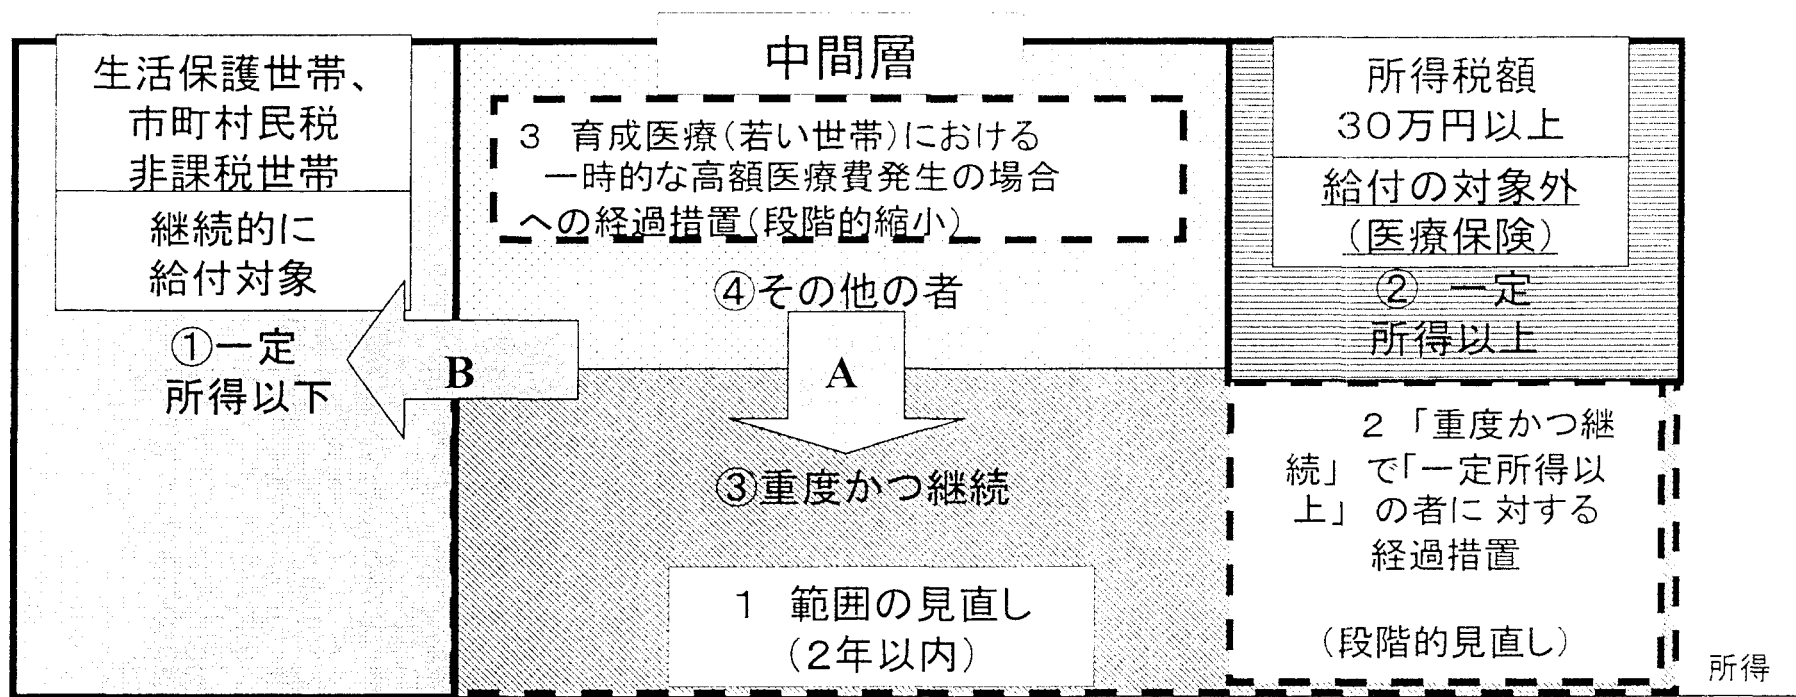 生活保護世帯、
市町村民税
非課税世帯
継続的に
給付対象
①一定
所得以下
B
中間層
3 育成医療(若い世帯)における
一時的な高額医療費発生の場合
への経過措置(段階的縮小)
④その他の者
A
③重度かつ継続
1 範囲の見直し
(2年以内)
所得税額
30万円以上
給付の対象外
(医療保険)
② 一定
所得以上
2 「重度かつ継
続」で「一定所得以
上」の者に対する
経過措置
(段階的見直し)
所得